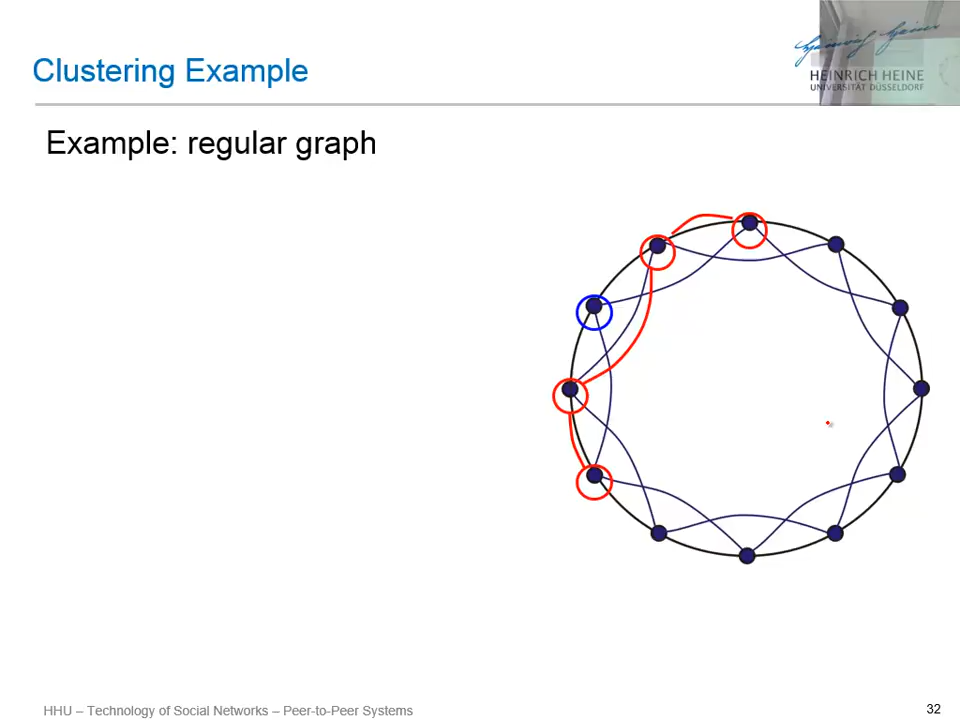 Clustering Example
HEINRICH HEINE
UNIVERSITÄT DÜSSELDORF
Example: regular graph
HHU – Technology of Social Networks – Peer-to-Peer Systems
32